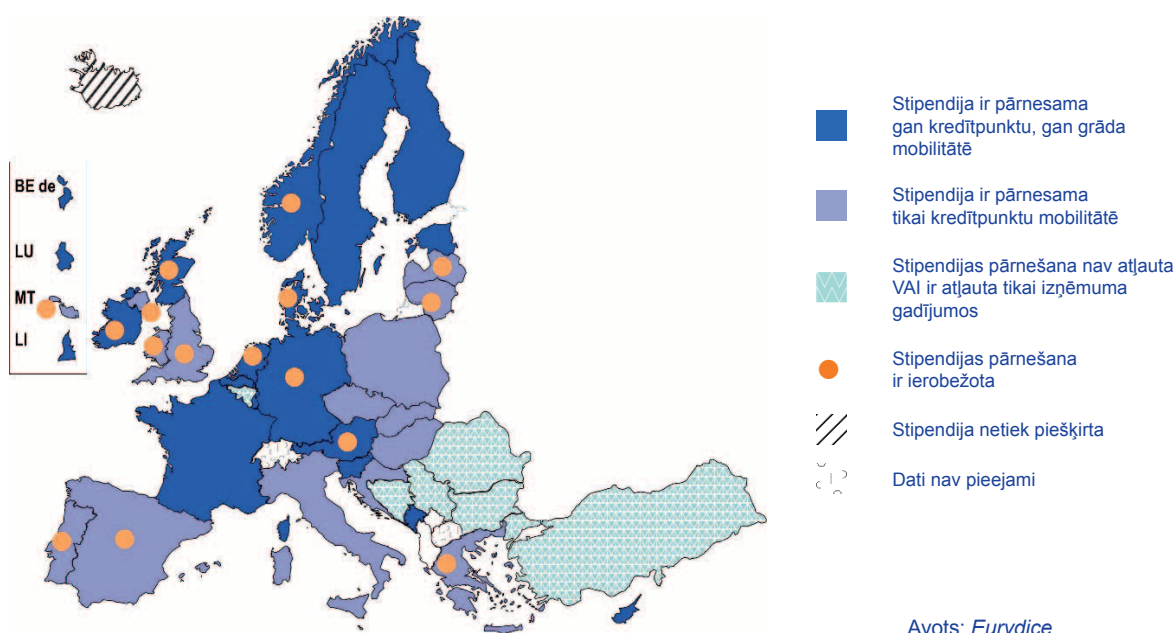 BE de
LU
MT
LI
Stipendija ir pārnesama
gan kredītpunktu, gan grāda
mobilitātē
Stipendija ir pārnesama
tikai kredītpunktu mobilitātē
Stipendijas pārnešana nav atļauta
VAI ir atļauta tikai izņēmuma
gadījumos
Stipendijas pārnešana
ir ierobežota
Stipendija netiek piešķirta
Dati nav pieejami
Avots: Eurydice